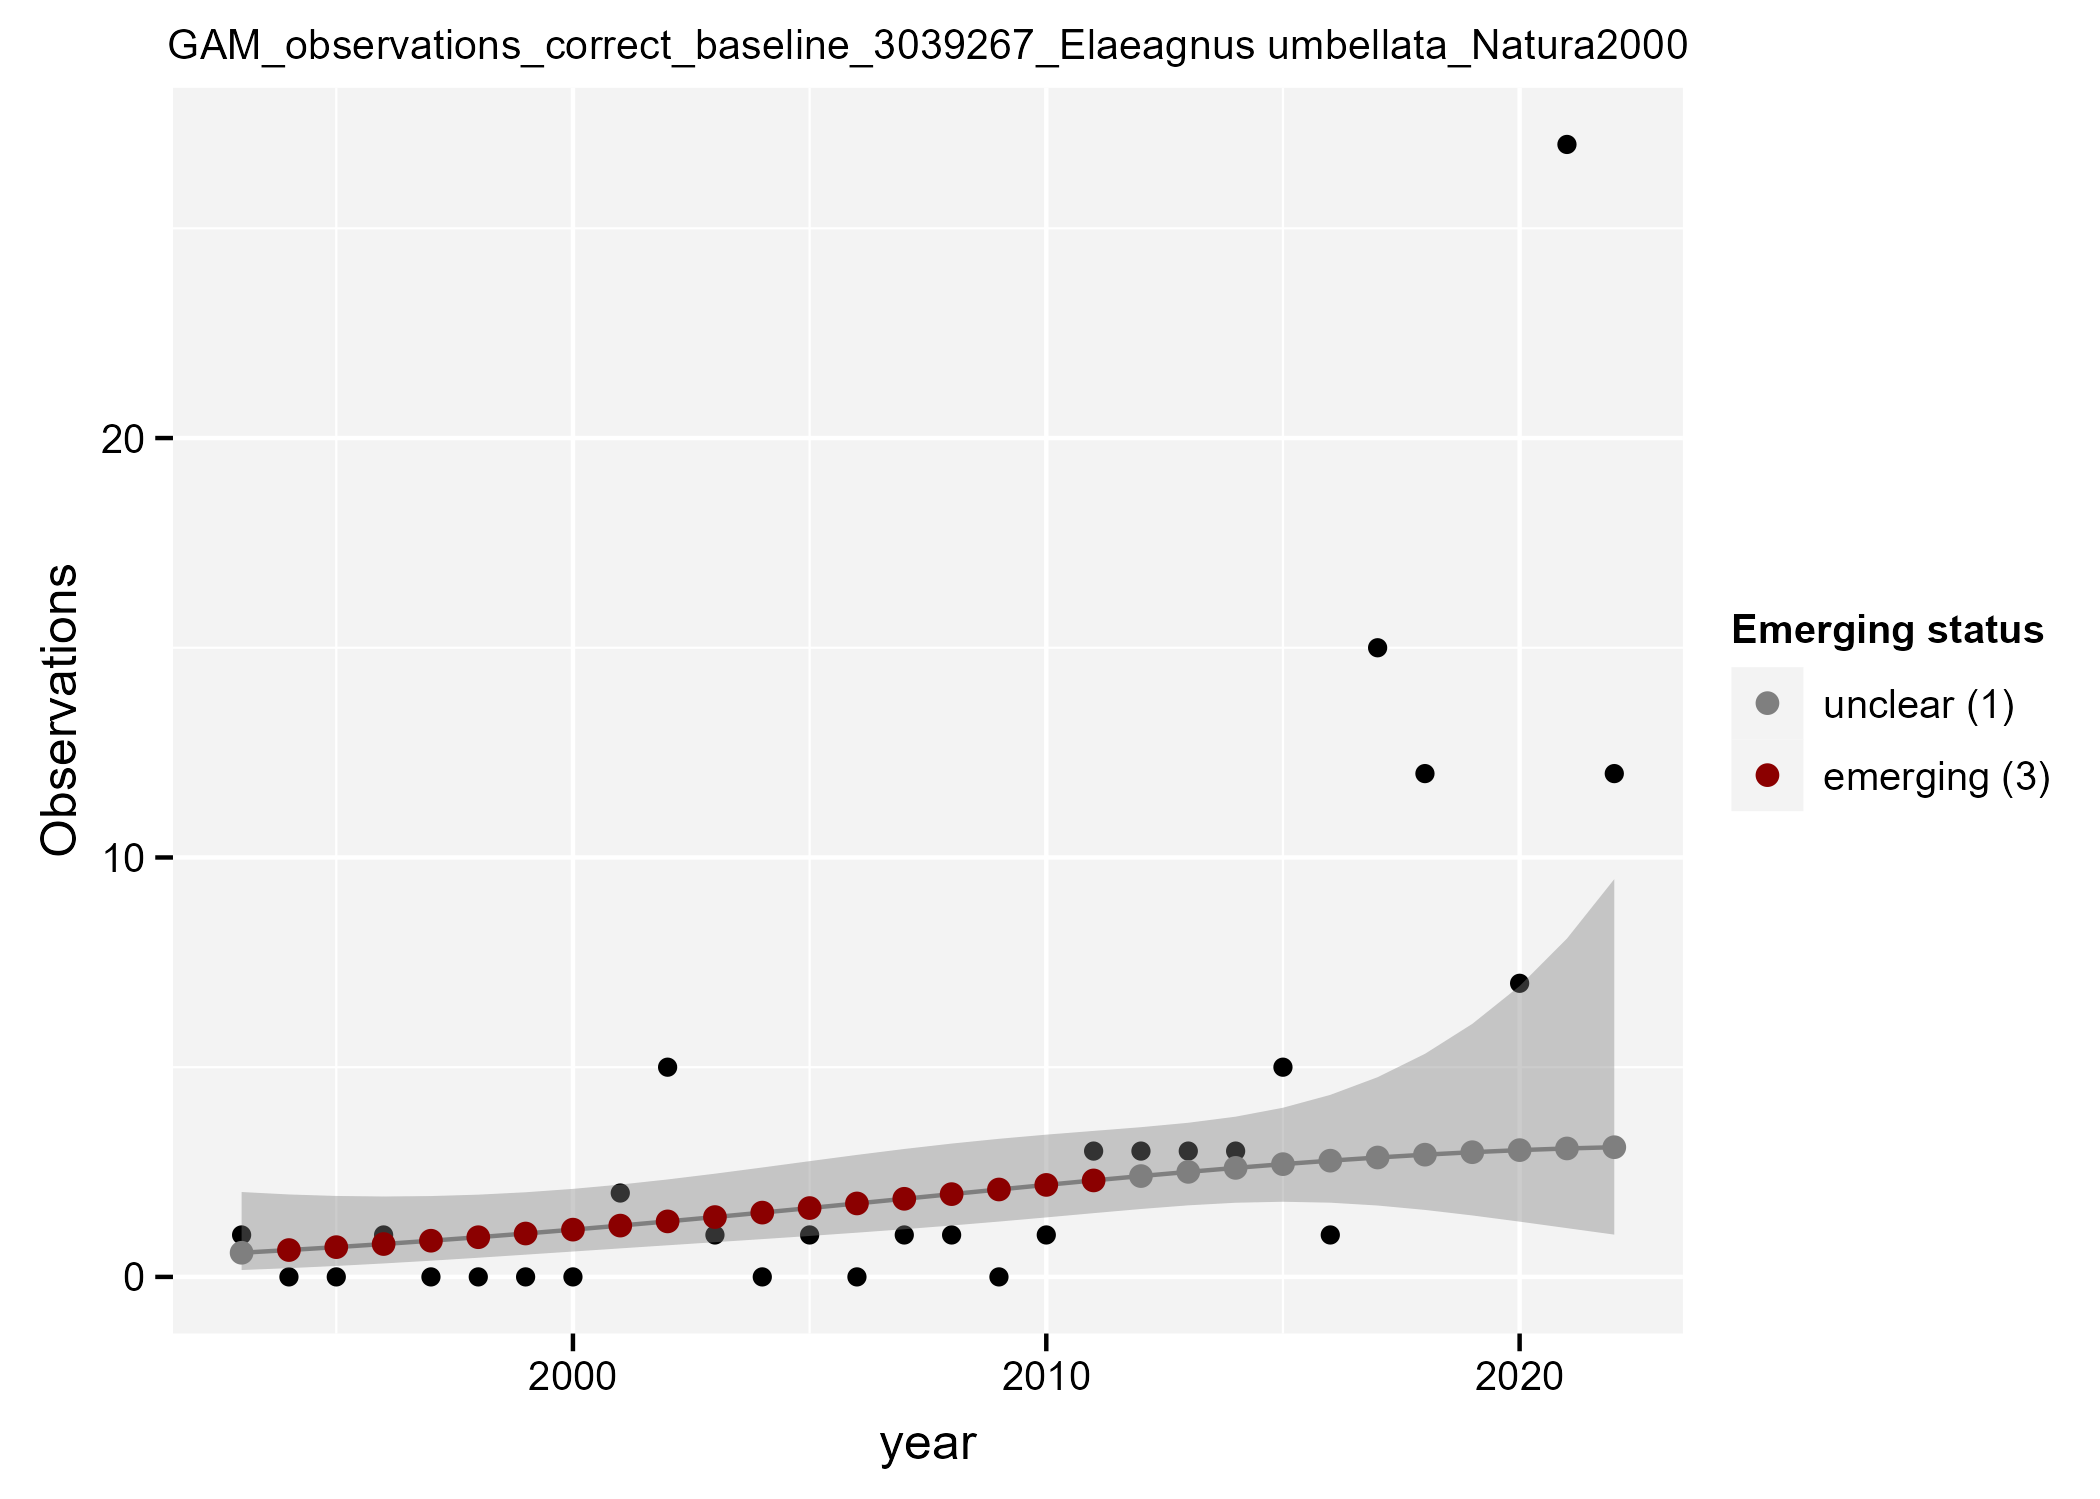 GAM_observations_correct_baseline_3039267_Elaeagnus umbellata_Natura2000
Observations
20
10
0
2000
2010
2020
year
Emerging status
unclear (1)
emerging (3)